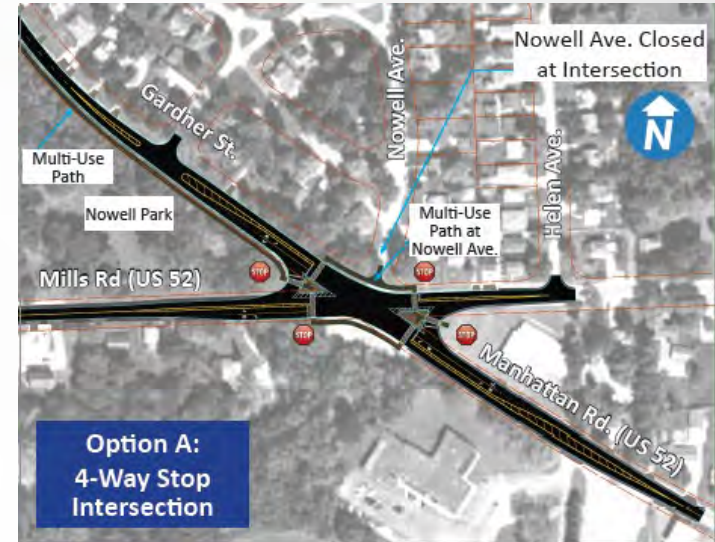 Nowell Ave. Closed
at Intersection
Nowell Ave.
Gardner St.
Helen Ave.
N
Multi-Use
Path
Nowell Park
Multi-Use
Path at
Nowell Ave.
Mills Rd (US 52)
STOP
STOP
STOP
STOP
Manhattan Rd. (US 52)
Option A:
4-Way Stop
Intersection